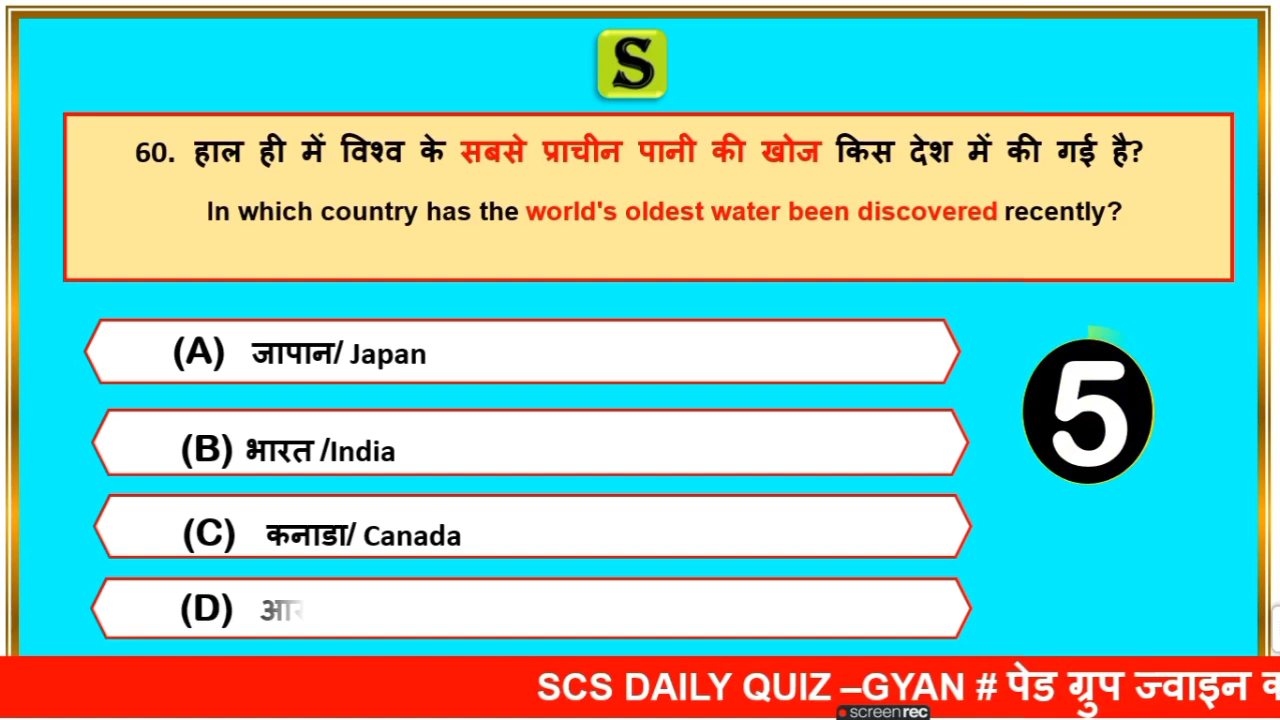 S
60. हाल ही में विश्व के सबसे प्राचीन पानी की खोज किस देश में की गई है?
In which country has the world's oldest water been discovered recently?
(A) जापान/ Japan
(B) भारत /India
5
(C) कनाडा/ Canada
(D)
SCS DAILY QUIZ –GYAN # पेड ग्रुप ज्वाइन
screenrec